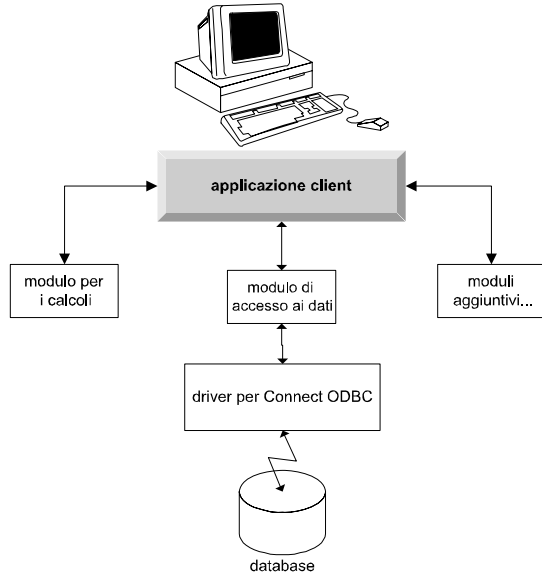 applicazione client
modulo per
i calcoli
modulo di
accesso ai dati
moduli
aggiuntivi...
driver per Connect ODBC
database